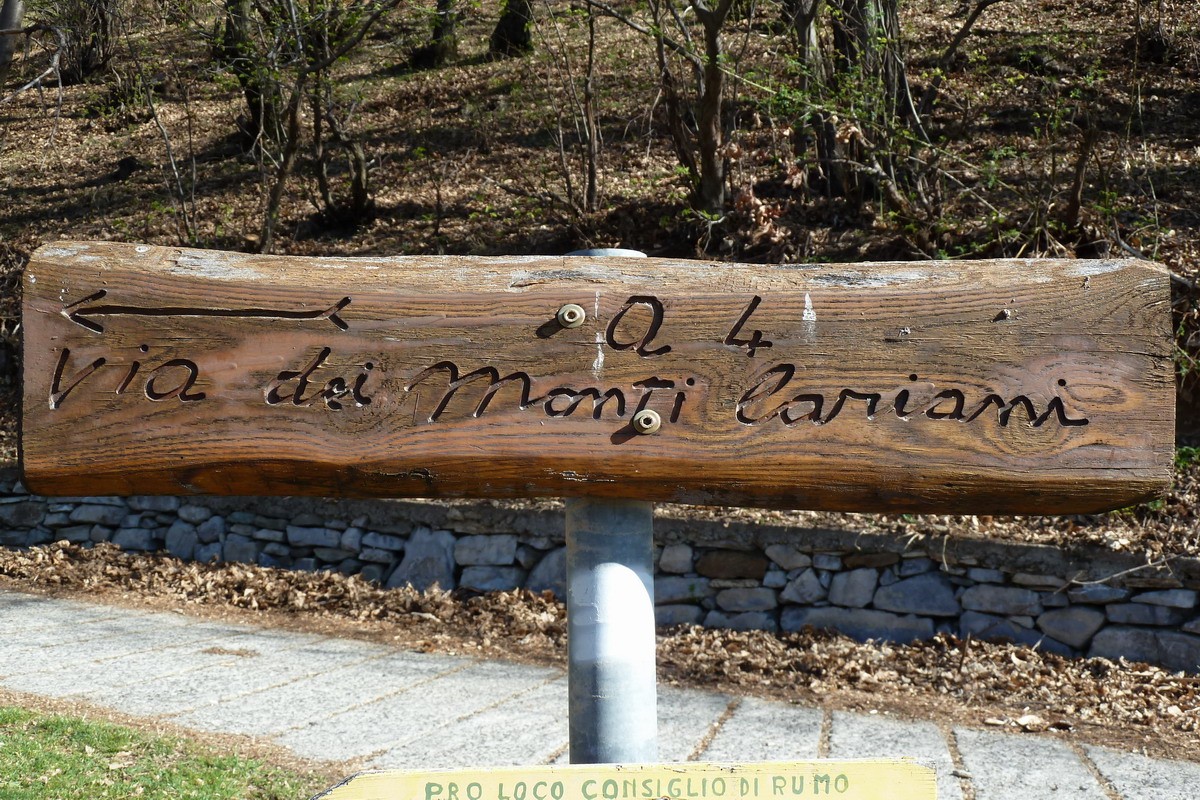 a 4
Via dei Monti Lariani
PRO LOCO CONSIGLIO DI RUMO